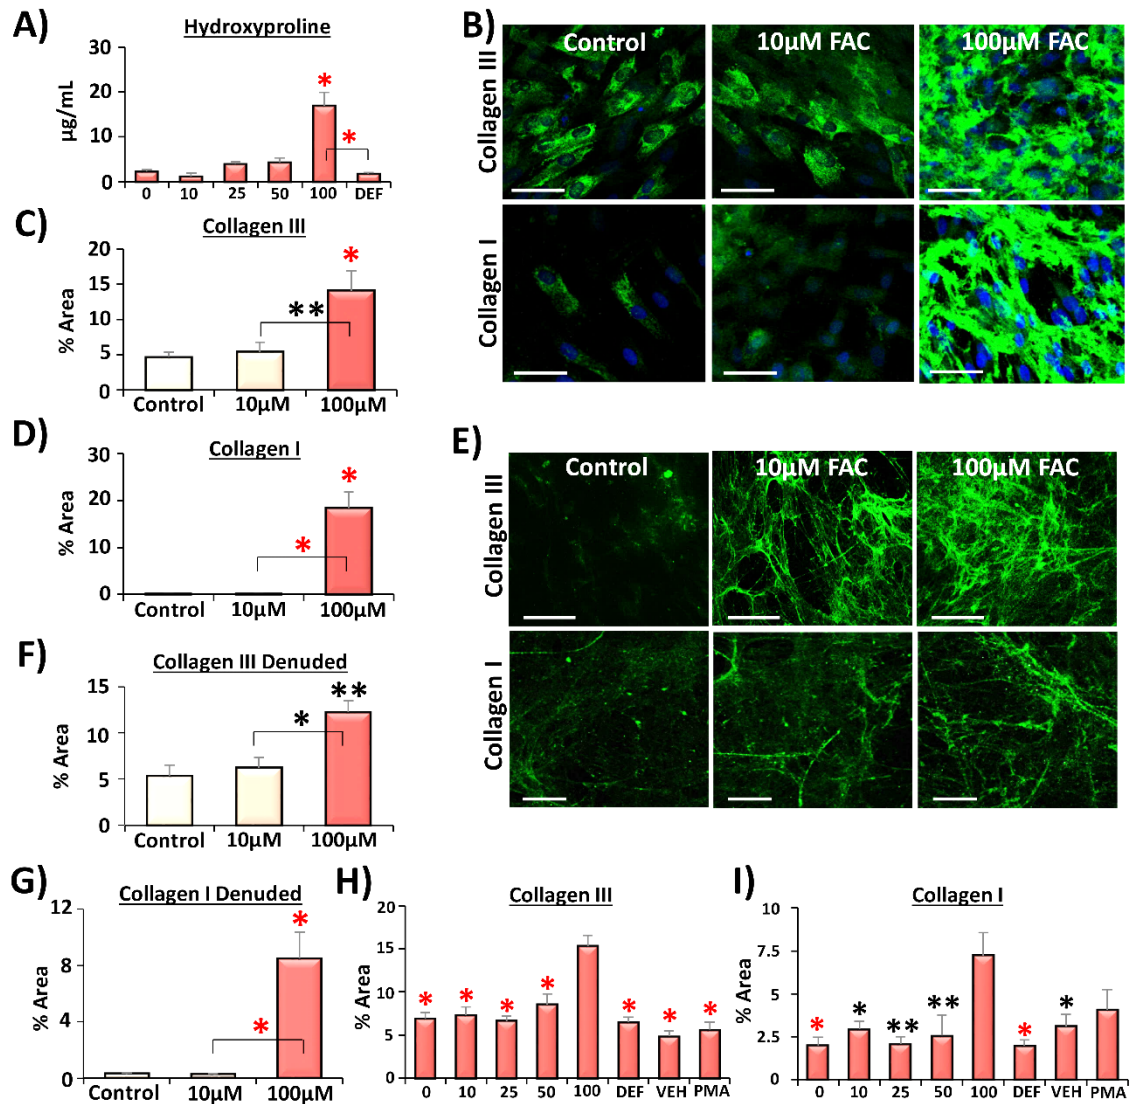 A)
Hydroxyproline
µg/mL
30
20
10
0
*
*
0 10 25 50 100 DEF
B)
Control 10µM FAC 100µM FAC
Collagen III
Collagen I
C)
Collagen III
% Area
20
15
10
5
0
*
**
Control 10µM 100µM
D)
Collagen I
% Area
30
20
10
0
*
*
Control 10µM 100µM
E)
Control 10µM FAC 100µM FAC
Collagen III
Collagen I
F)
Collagen III Denuded
% Area
15
10
5
0
**
*
Control 10µM 100µM
G)
Collagen I Denuded
% Area
12
8
4
0
*
*
Control 10µM 100µM
H)
Collagen III
% Area
20
15
10
5
0
* * * * * * *
0 10 25 50 100 DEF VEH PMA
I)
Collagen I
% Area
10
7.5
5
2.5
0
* * ** ** * *
0 10 25 50 100 DEF VEH PMA